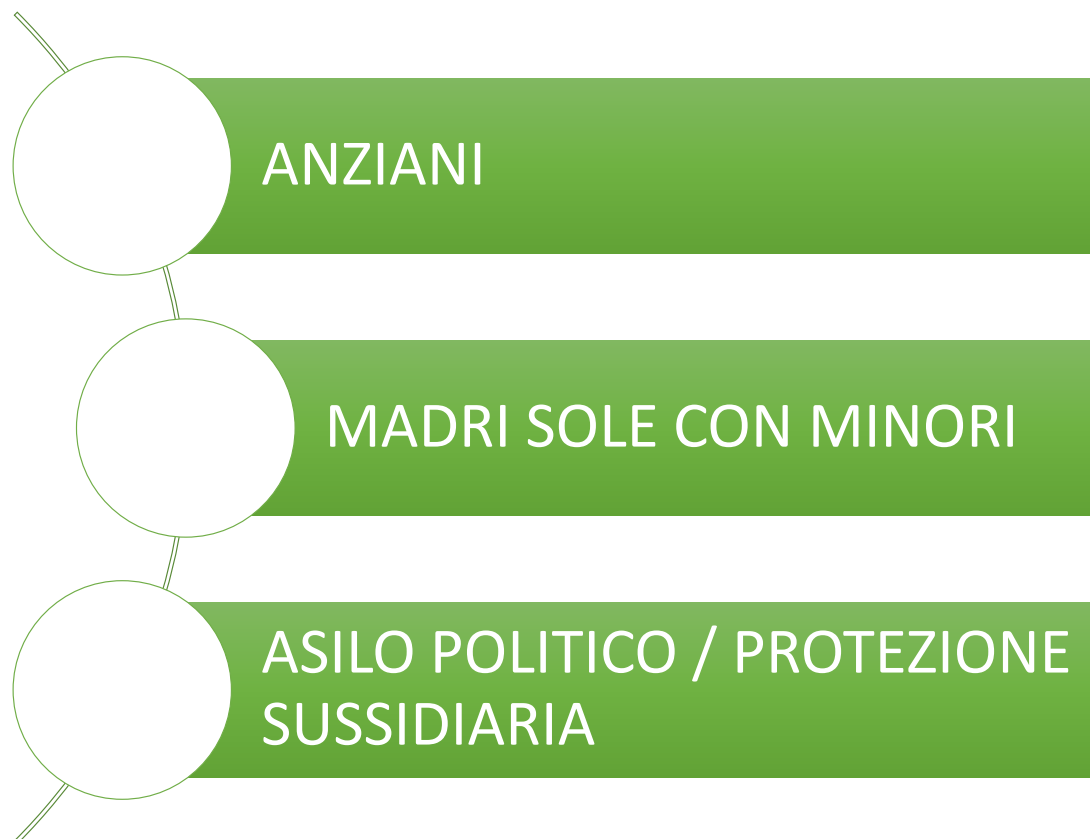 ANZIANI
MADRI SOLE CON MINORI
ASILO POLITICO / PROTEZIONE
SUSSIDIARIA